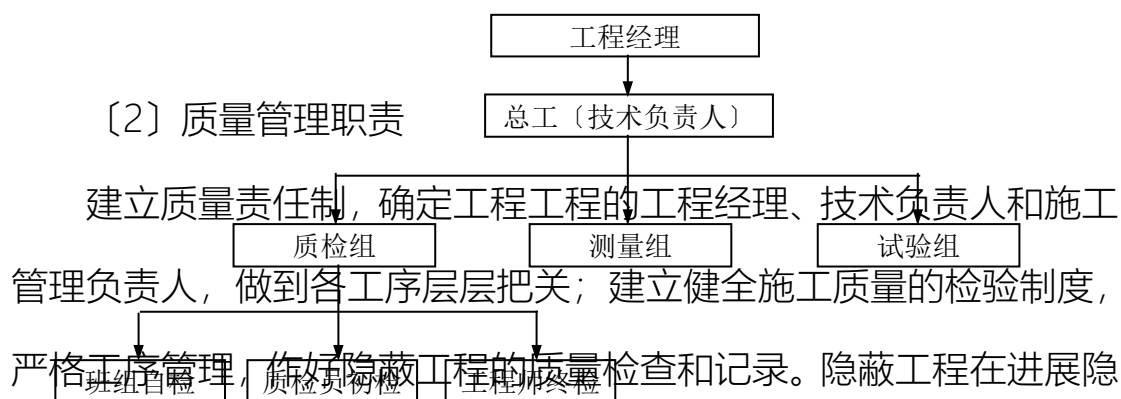 工程经理
〔2〕质量管理职责
总工〔技术负责人〕
建立质量责任制，确定工程工程的工程经理、技术负责人和施工
质检组
测量组
试验组
管理负责人，做到各工序层层把关；建立健全施工质量的检验制度，
严格工序管理，作好隐蔽工程的质量检查和记录。隐蔽工程在进展隐
班组自检
质检员初检
工程师终检